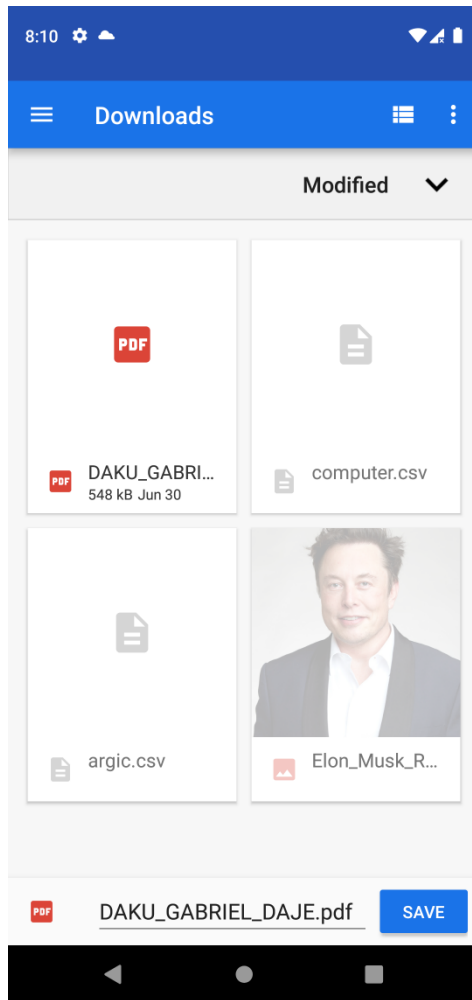 8:10
Downloads
Modified
PDF
PDF
DAKU_GABRI...
548 kB Jun 30
computer.csv
argic.csv
Elon_Musk_R...
PDF
DAKU_GABRIEL_DAJE.pdf
SAVE